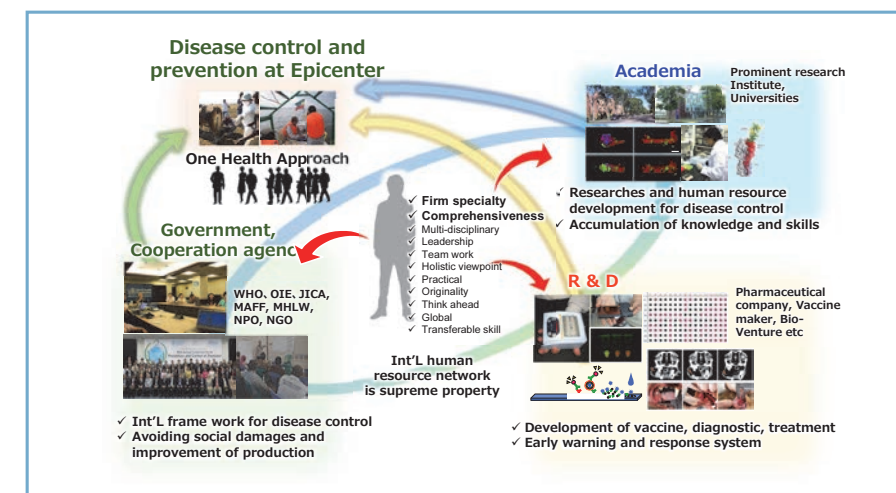 Disease control and
prevention at Epicenter
One Health Approach
Academia
Prominent research
Institute,
Universities
✓ Researches and human resource
development for disease control
✓ Accumulation of knowledge and skills
✓ Firm specialty
✓ Comprehensiveness
✓ Multi-disciplinary
✓ Leadership
✓ Team work
✓ Holistic viewpoint
✓ Practical
✓ Originality
✓ Think ahead
✓ Global
✓ Transferable skill
Government,
Cooperation agency
WHO、OIE、JICA,
MAFF, MHLW,
NPO, NGO
✓ Int’L frame work for disease control
✓ Avoiding social damages and
improvement of production
Int’L human
resource network
is supreme property
R & D
Pharmaceutical
company, Vaccine
maker, Bio-
Venture etc
✓ Development of vaccine, diagnostic, treatment
✓ Early warning and response system